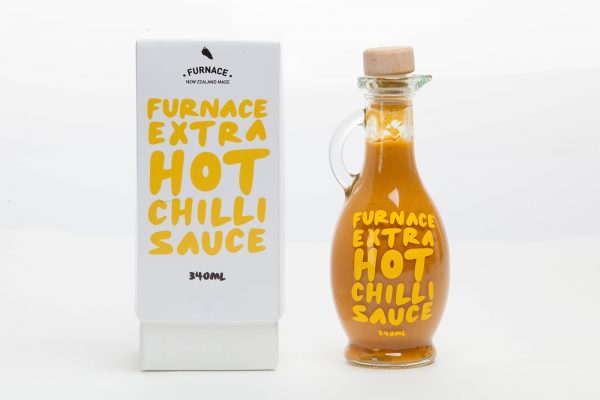 • FURNACE •
NEW ZEALAND MADE
FURNACE
EXTRA
HOT
CHILLI
SAUCE
340ML
FURNACE
EXTRA
HOT
CHILLI
SAUCE
340ML